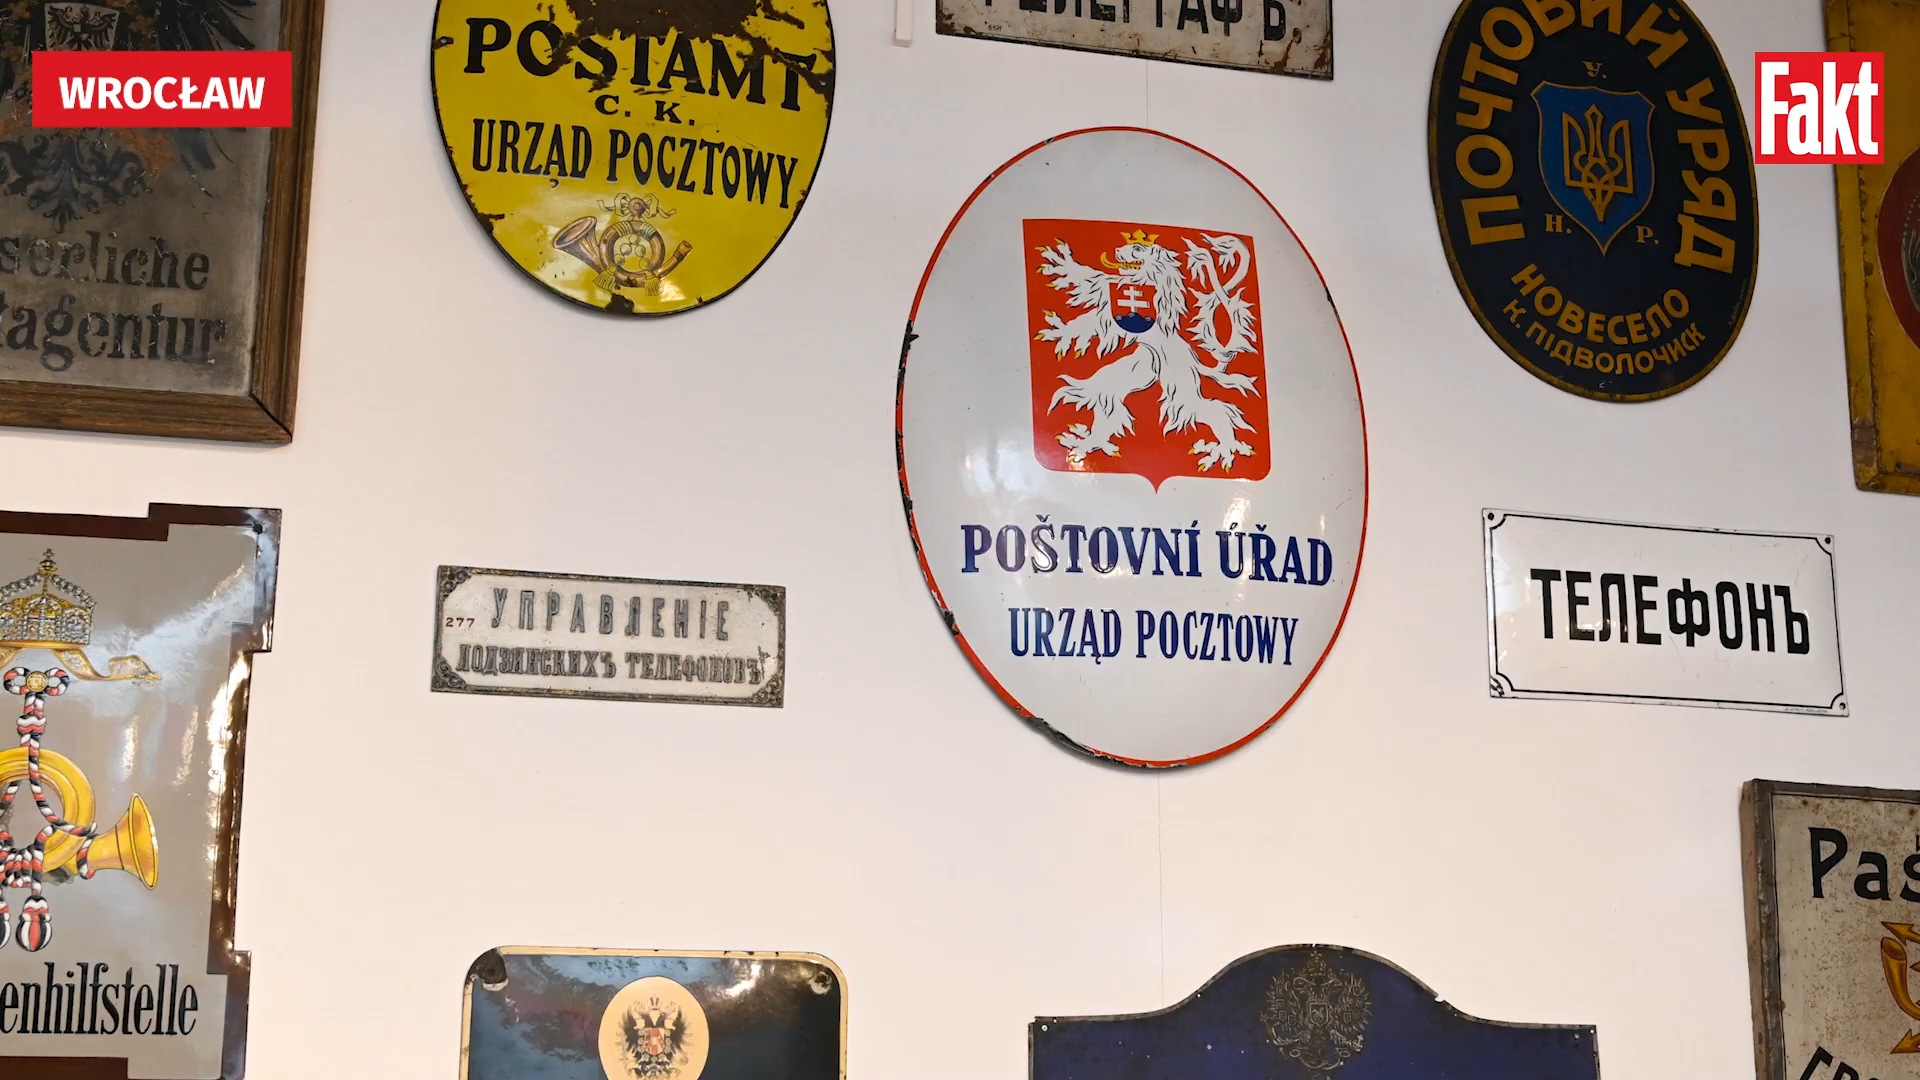 WROCŁAW
Fakt
POSTAMT
C. K.
URZĄD POCZTOWY
ТЕЛЕГРАФЪ
ПОЧТОВИЙ УРЯД
У.
Н. Р.
НОВЕСЕЛО
К. ПІДВОЛОЧИСК
serliche
tagentur
POŠTOVNÍ ÚŘAD
URZĄD POCZTOWY
277
УПРАВЛЕНІЕ
ЛОДЗИНСКИХЪ ТЕЛЕФОНОВЪ
ТЕЛЕФОНЪ
enhilfstelle